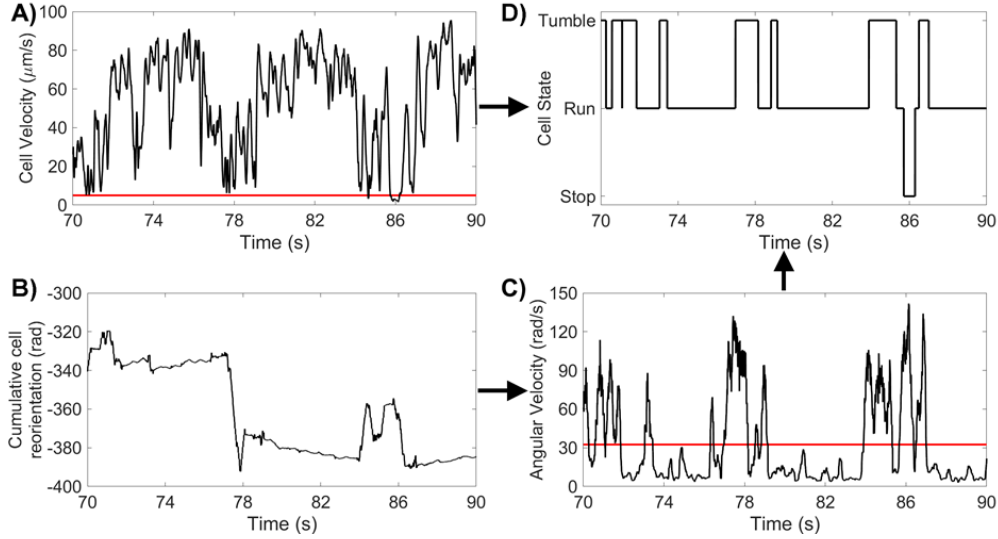 A)
Cell Velocity (μm/s)
100
80
60
40
20
0
70 74 78 82 86 90
Time (s)
D)
Cell State
Tumble
Run
Stop
70 74 78 82 86 90
Time (s)
B)
Cumulative cell
reorientation (rad)
-300
-320
-340
-360
-380
-400
70 74 78 82 86 90
Time (s)
C)
Angular Velocity (rad/s)
150
120
90
60
30
0
70 74 78 82 86 90
Time (s)